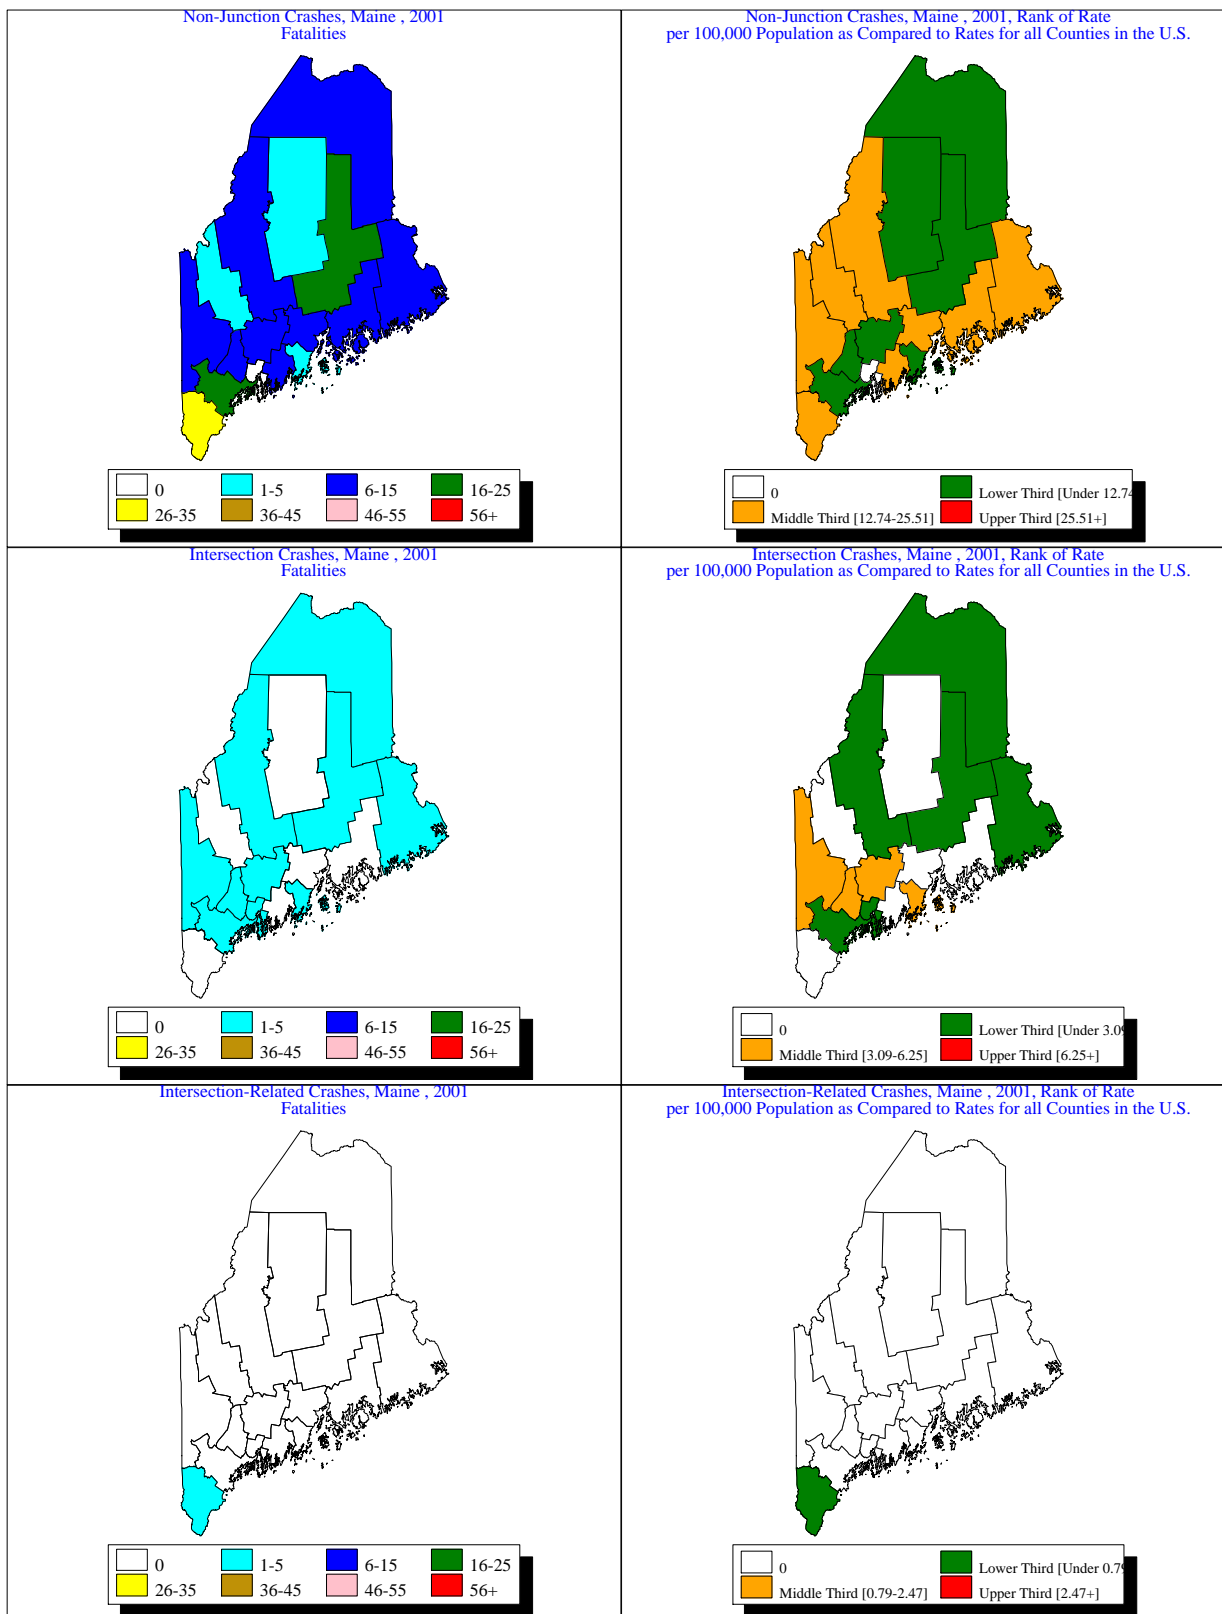 Non-Junction Crashes, Maine , 2001
Fatalities
0
1-5
6-15
16-25
26-35
36-45
46-55
56+
Non-Junction Crashes, Maine , 2001, Rank of Rate
per 100,000 Population as Compared to Rates for all Counties in the U.S.
0
Lower Third [Under 12.74
Middle Third [12.74-25.51]
Upper Third [25.51+]
Intersection Crashes, Maine , 2001
Fatalities
0
1-5
6-15
16-25
26-35
36-45
46-55
56+
Intersection Crashes, Maine , 2001, Rank of Rate
per 100,000 Population as Compared to Rates for all Counties in the U.S.
0
Lower Third [Under 3.09
Middle Third [3.09-6.25]
Upper Third [6.25+]
Intersection-Related Crashes, Maine , 2001
Fatalities
0
1-5
6-15
16-25
26-35
36-45
46-55
56+
Intersection-Related Crashes, Maine , 2001, Rank of Rate
per 100,000 Population as Compared to Rates for all Counties in the U.S.
0
Lower Third [Under 0.79
Middle Third [0.79-2.47]
Upper Third [2.47+]